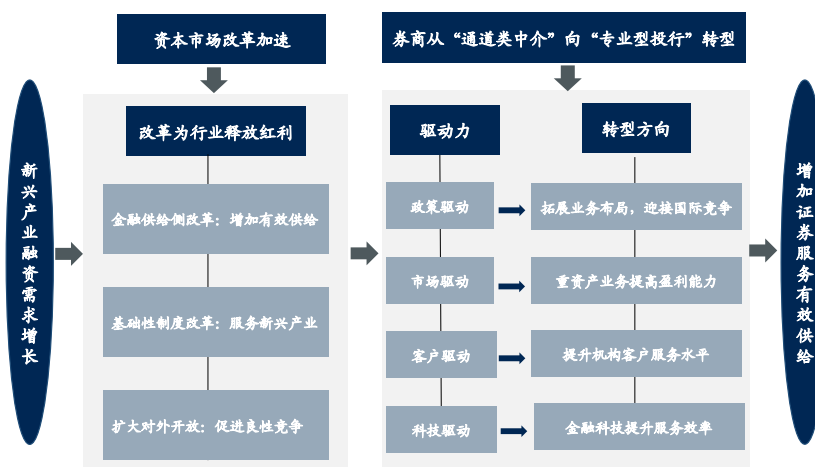 资本市场改革加速
券商从“通道类中介”向“专业型投行”转型
新兴产业融资需求增长
改革为行业释放红利
金融供给侧改革：增加有效供给
基础性制度改革：服务新兴产业
扩大对外开放：促进良性竞争
驱动力
转型方向
政策驱动
拓展业务布局，迎接国际竞争
市场驱动
重资产业务提高盈利能力
客户驱动
提升机构客户服务水平
科技驱动
金融科技提升服务效率
增加证券服务有效供给